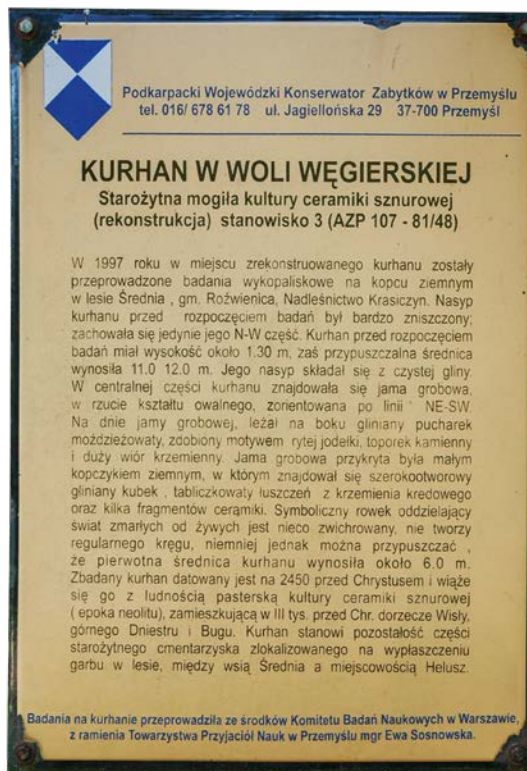 Podkarpacki Wojewódzki Konserwator Zabytków w Przemyślu
tel. 016/ 678 61 78 ul. Jagiellońska 29 37-700 Przemyśl
KURHAN W WOLI WĘGIERSKIEJ
Starożytna mogiła kultury ceramiki sznurowej
(rekonstrukcja) stanowisko 3 (AZP 107 - 81/48)
W 1997 roku w miejscu zrekonstruowanego kurhanu zostały
przeprowadzone badania wykopaliskowe na kopcu ziemnym
w lesie Średnia , gm. Roźwienica, Nadleśnictwo Krasiczyn. Nasyp
kurhanu przed rozpoczęciem badań był bardzo zniszczony;
zachowała się jedynie jego N-W część. Kurhan przed rozpoczęciem
badań miał wysokość około 1.30 m, zaś przypuszczalna średnica
wynosiła 11.0 12.0 m. Jego nasyp składał się z czystej gliny.
W centralnej części kurhanu znajdowała się jama grobowa,
w rzucie kształtu owalnego, zorientowana po linii NE-SW.
Na dnie jamy grobowej, leżał na boku gliniany pucharek
moździeżowaty, zdobiony motywem rytej jodełki, toporek kamienny
i duży wiór krzemienny. Jama grobowa przykryta była małym
kopczykiem ziemnym, w którym znajdował się szerokootworowy
gliniany kubek , tabliczkowaty łuszczeń z krzemienia kredowego
oraz kilka fragmentów ceramiki. Symboliczny rowek oddzielający
świat zmarłych od żywych jest nieco zwichrowany, nie tworzy
regularnego kręgu, niemniej jednak można przypuszczać ,
że pierwotna średnica kurhanu wynosiła około 6.0 m.
Zbadany kurhan datowany jest na 2450 przed Chrystusem i wiąże
się go z ludnością pasterską kultury ceramiki sznurowej
( epoka neolitu), zamieszkującą w III tys. przed Chr. dorzecze Wisły,
górnego Dniestru i Bugu. Kurhan stanowi pozostałość części
starożytnego cmentarzyska zlokalizowanego na wypłaszczeniu
garbu w lesie, między wsią Średnia a miejscowością Helusz.
Badania na kurhanie przeprowadziła ze środków Komitetu Badań Naukowych w Warszawie,
z ramienia Towarzystwa Przyjaciół Nauk w Przemyślu mgr Ewa Sosnowska.